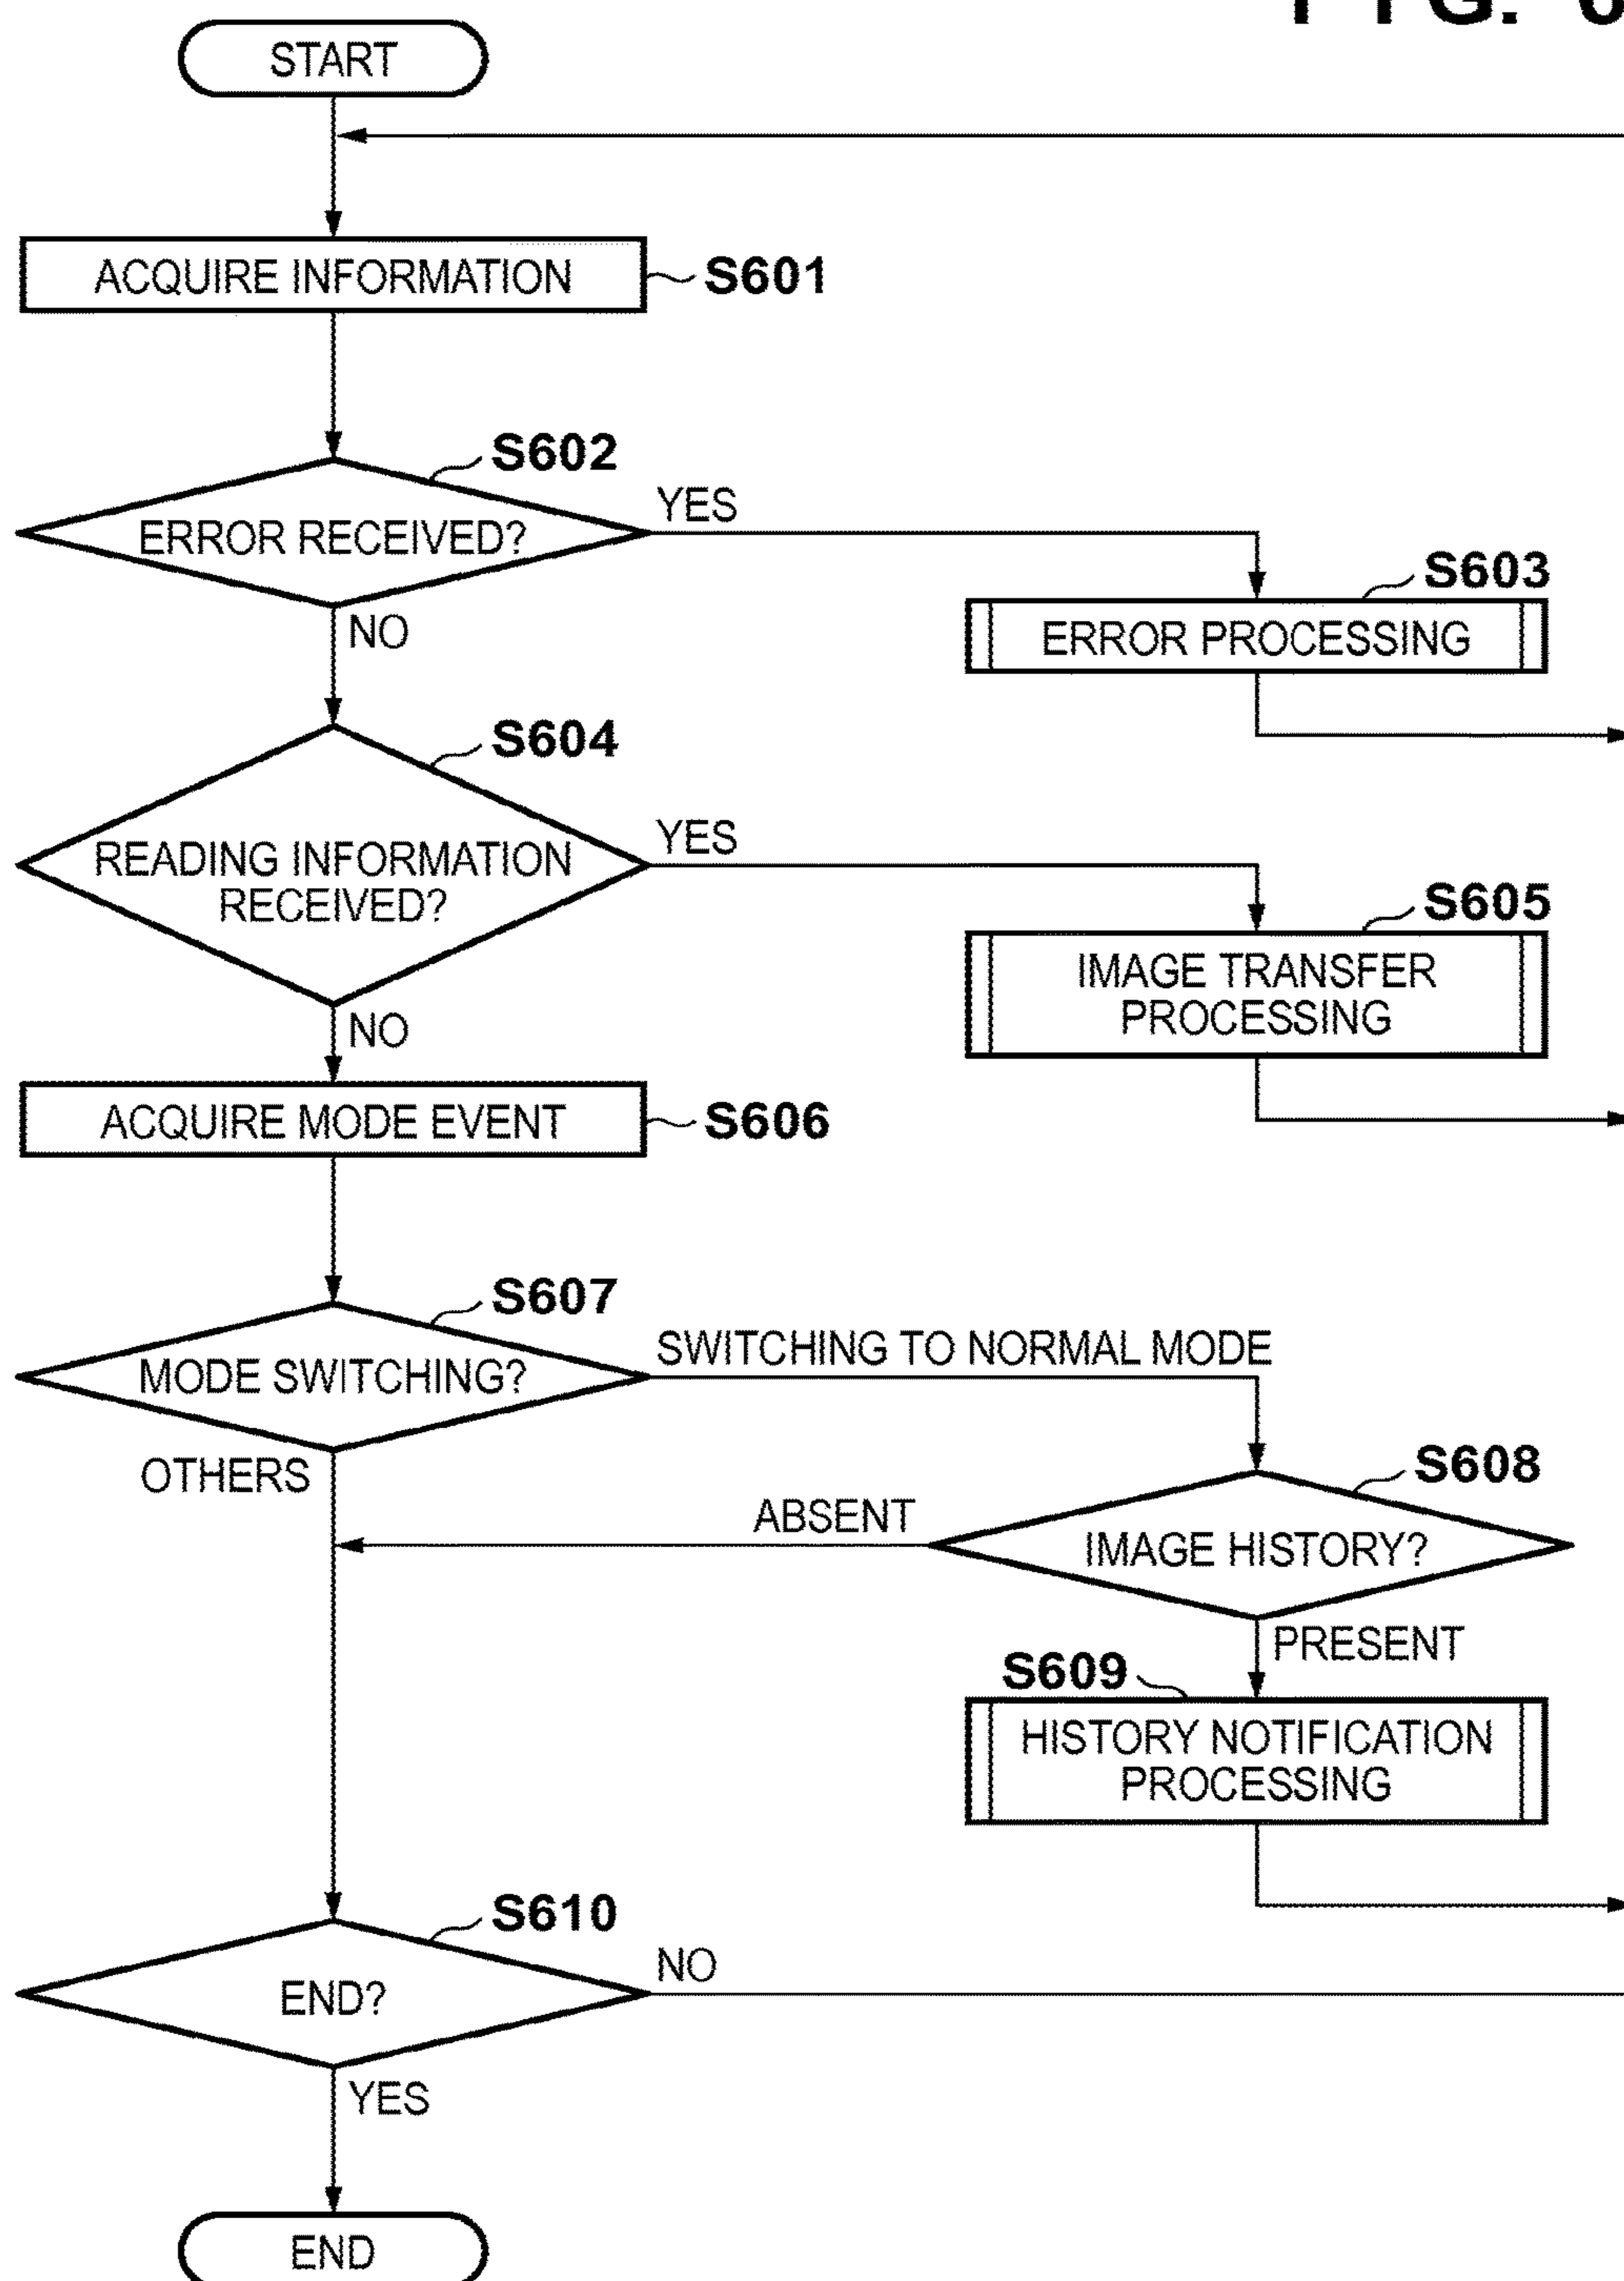 FIG. 6
START
ACQUIRE INFORMATION
S601
S602
ERROR RECEIVED?
YES
NO
S603
ERROR PROCESSING
S604
READING INFORMATION
RECEIVED?
YES
NO
S605
IMAGE TRANSFER
PROCESSING
ACQUIRE MODE EVENT
S606
S607
MODE SWITCHING?
SWITCHING TO NORMAL MODE
OTHERS
S608
IMAGE HISTORY?
ABSENT
PRESENT
S609
HISTORY NOTIFICATION
PROCESSING
S610
END?
NO
YES
END